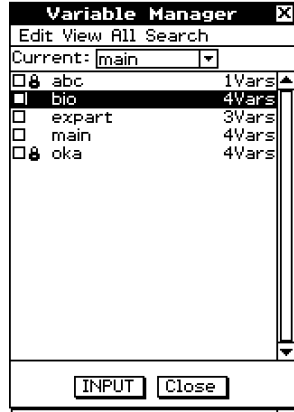 Variable Manager
Edit View All Search
Current: main
abc 1Vars
bio 4Vars
expart 3Vars
main 4Vars
oka 4Vars
INPUT Close